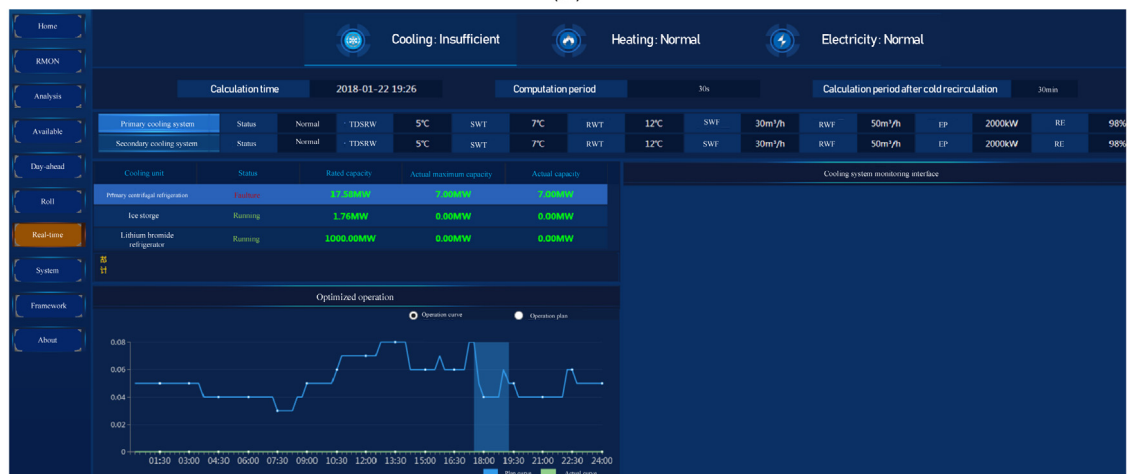 Home
RMON
Analysis
Available
Day-ahead
Roll
Real-time
System
Framework
About
Cooling: Insufficient Heating: Normal Electricity: Normal
Calculation time 2018-01-22 19:26 Computation period 30s Calculation period after cold recirculation 30min
Primary cooling system Status Normal TDSRW 5℃ SWT 7℃ RWT 12℃ SWF 30m³/h RWF 50m³/h EP 2000kW RE 98%
Secondary cooling system Status Normal TDSRW 5℃ SWT 7℃ RWT 12℃ SWF 30m³/h RWF 50m³/h EP 2000kW RE 98%
Cooling unit Status Rated capacity Actual maximum capacity Actual capacity
Primary centrifugal refrigeration 17.58MW 7.00MW 7.00MW
Ice storge Running 1.76MW 0.00MW 0.00MW
Lithium bromide refrigerator Running 1000.00MW 0.00MW 0.00MW
Cooling system monitoring interface
Optimized operation
Operation curve Operation plan
0.08
0.06
0.04
0.02
0
01:30 03:00 04:30 06:00 07:30 09:00 10:30 12:00 13:30 15:00 16:30 18:00 19:30 21:00 22:30 24:00
Plan curve Actual curve